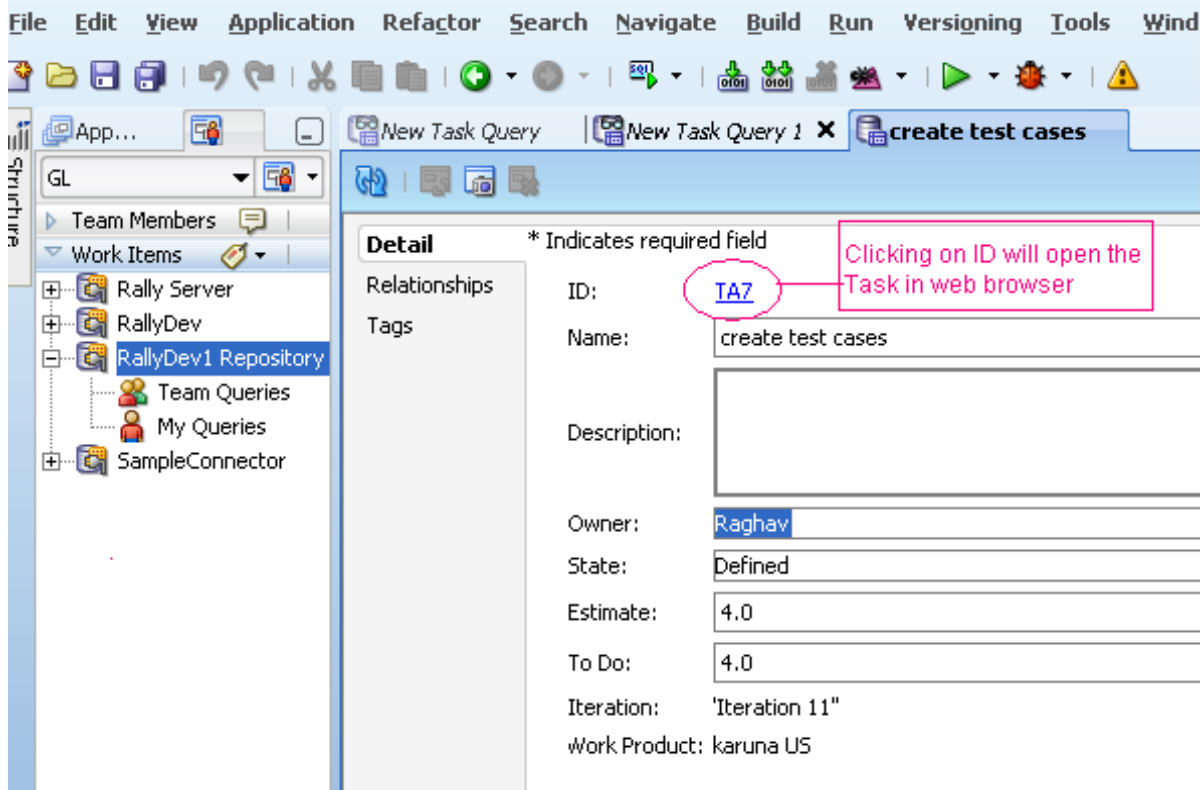 File Edit View Application Refactor Search Navigate Build Run Versioning Tools Wind
App...
New Task Query
New Task Query 1
create test cases
Structure
GL
Team Members
Work Items
Rally Server
RallyDev
RallyDev1 Repository
Team Queries
My Queries
SampleConnector
Detail
Relationships
Tags
* Indicates required field
Clicking on ID will open the
Task in web browser
ID: TA7
Name: create test cases
Description:
Owner: Raghav
State: Defined
Estimate: 4.0
To Do: 4.0
Iteration: 'Iteration 11"
Work Product: karuna US